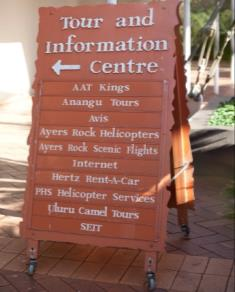 Tour and
Information
Centre
AAT Kings
Anangu Tours
Avis
Ayers Rock Helicopters
Ayers Rock Scenic Flights
Internet
Hertz Rent-A-Car
PHS Helicopter Services
Uluru Camel Tours
SEIT